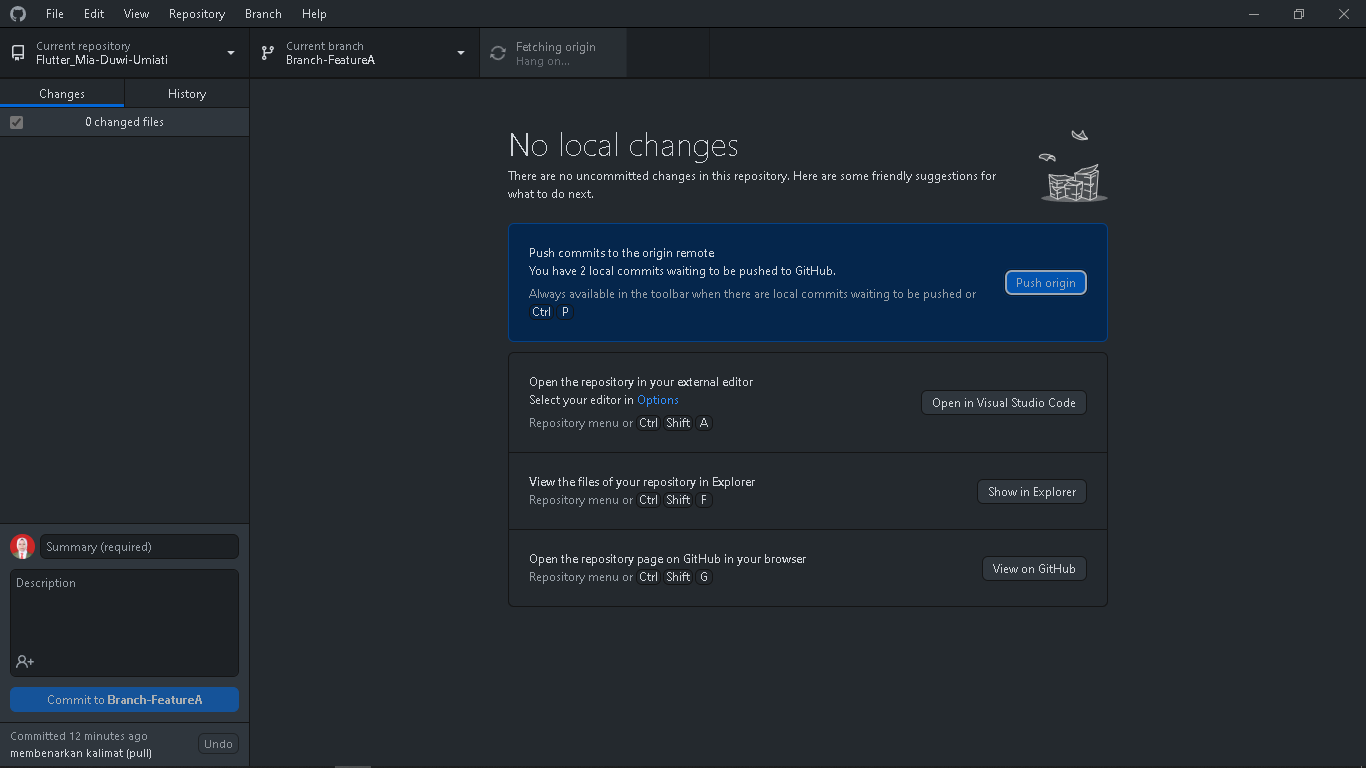 File Edit View Repository Branch Help
Current repository
Flutter_Mia-Duwi-Umiati
Current branch
Branch-FeatureA
Fetching origin
Hang on...
Changes
History
0 changed files
No local changes
There are no uncommitted changes in this repository. Here are some friendly suggestions for
what to do next.
Push commits to the origin remote
You have 2 local commits waiting to be pushed to GitHub.
Always available in the toolbar when there are local commits waiting to be pushed or
Ctrl P
Push origin
Open the repository in your external editor
Select your editor in Options
Repository menu or Ctrl Shift A
Open in Visual Studio Code
View the files of your repository in Explorer
Repository menu or Ctrl Shift F
Show in Explorer
Open the repository page on GitHub in your browser
Repository menu or Ctrl Shift G
View on GitHub
Summary (required)
Description
Commit to Branch-FeatureA
Committed 12 minutes ago
membenarkan kalimat (pull)
Undo